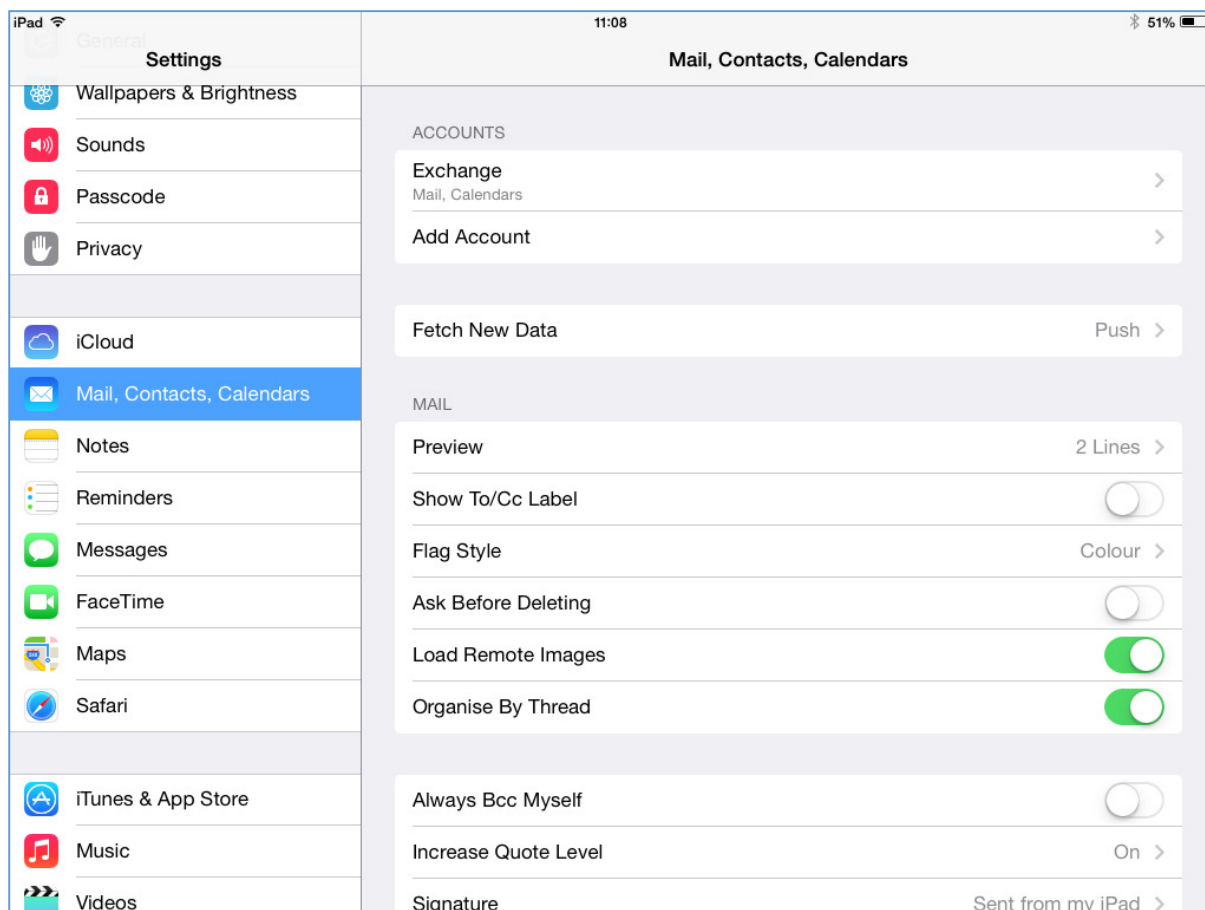 iPad
11:08
51%
General
Settings
Mail, Contacts, Calendars
Wallpapers & Brightness
Sounds
Passcode
Privacy
iCloud
Mail, Contacts, Calendars
Notes
Reminders
Messages
FaceTime
Maps
Safari
iTunes & App Store
Music
Videos
ACCOUNTS
Exchange
Mail, Calendars
Add Account
Fetch New Data Push
MAIL
Preview 2 Lines
Show To/Cc Label
Flag Style Colour
Ask Before Deleting
Load Remote Images
Organise By Thread
Always Bcc Myself
Increase Quote Level On
Signature Sent from my iPad